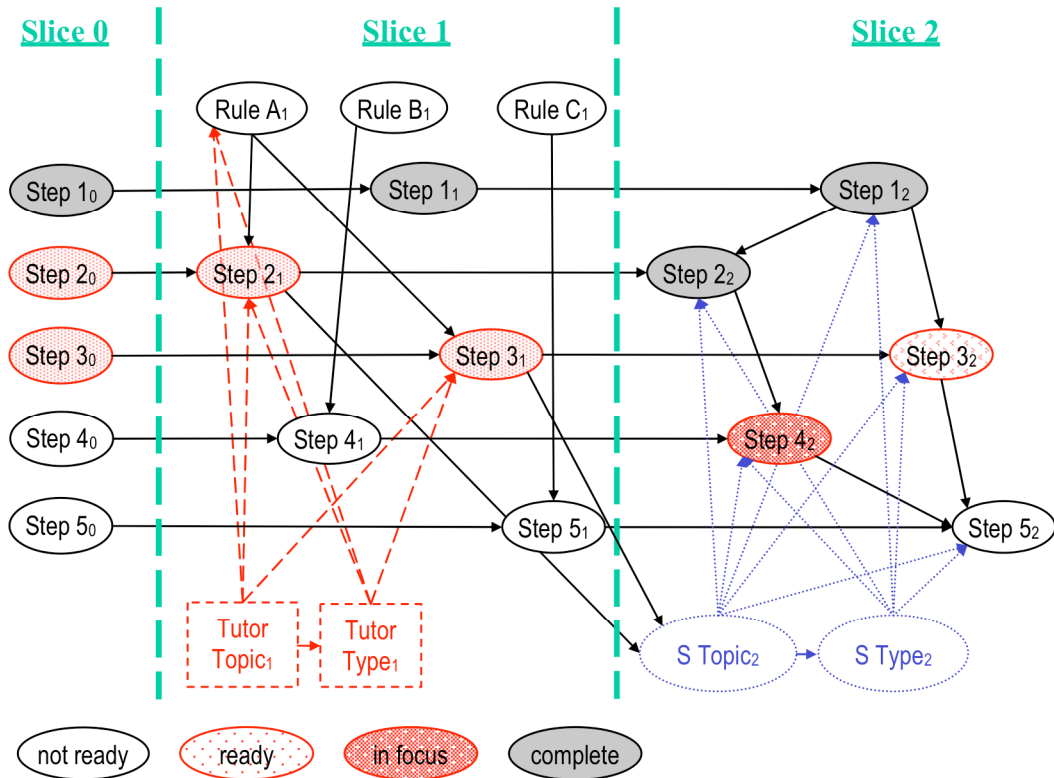 Slice 0
Slice 1
Slice 2
Rule A₁
Rule B₁
Rule C₁
Step 1₀
Step 1₁
Step 1₂
Step 2₀
Step 2₁
Step 2₂
Step 3₀
Step 3₁
Step 3₂
Step 4₀
Step 4₁
Step 4₂
Step 5₀
Step 5₁
Step 5₂
Tutor
Topic₁
Tutor
Type₁
S Topic₂
S Type₂
not ready
ready
in focus
complete